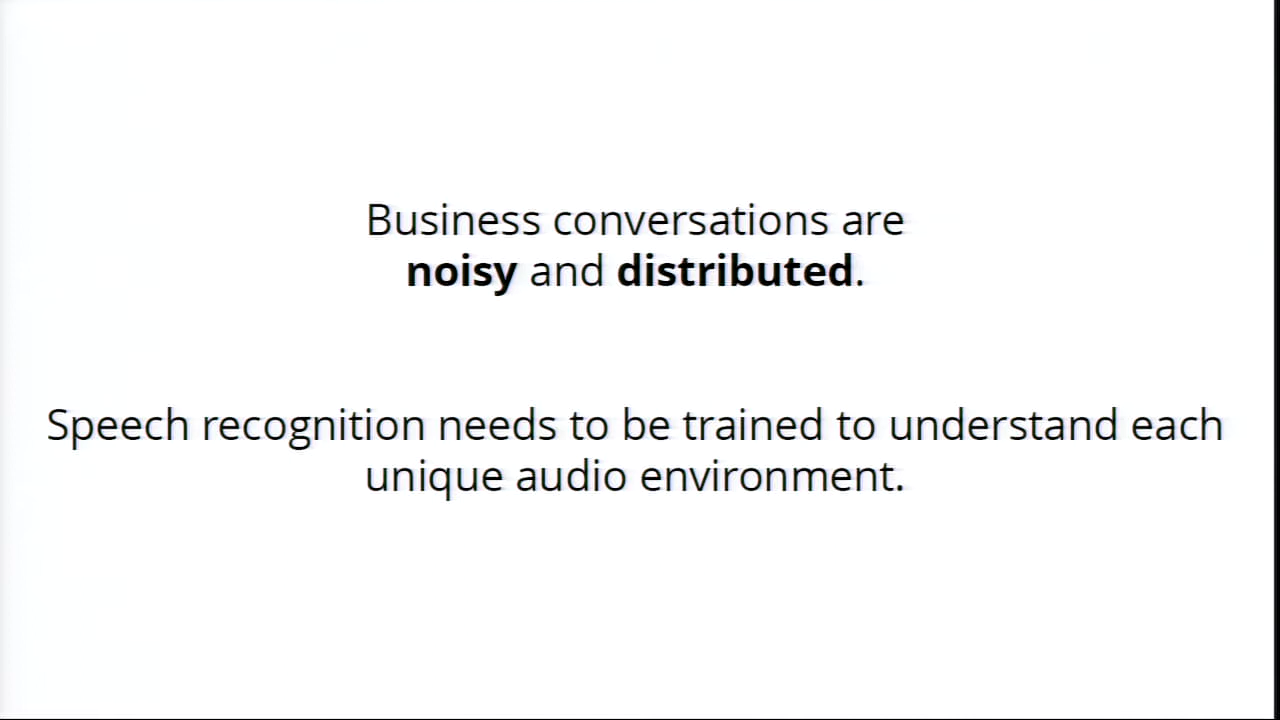 Business conversations are
noisy and distributed.
Speech recognition needs to be trained to understand each
unique audio environment.